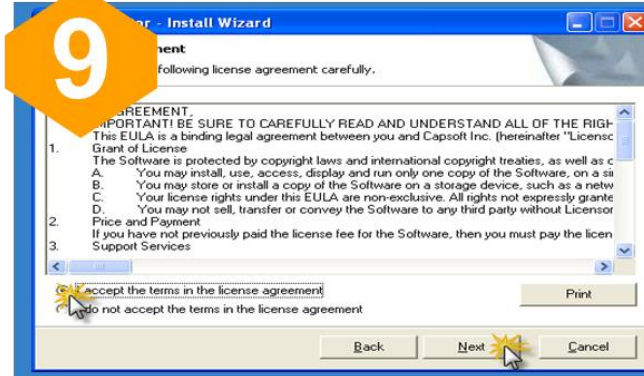 9
or - Install Wizard
ment
following license agreement carefully.
AGREEMENT,
IMPORTANT! BE SURE TO CAREFULLY READ AND UNDERSTAND ALL OF THE RIGH
This EULA is a binding legal agreement between you and Capsoft Inc. (hereinafter "Licenso
1. Grant of License
The Software is protected by copyright laws and international copyright treaties, as well as o
A. You may install, use, access, display and run only one copy of the Software, on a si
B. You may store or install a copy of the Software on a storage device, such as a netw
C. Your license rights under this EULA are non-exclusive. All rights not expressly grante
D. You may not sell, transfer or convey the Software to any third party without Licensor
2. Price and Payment
If you have not previously paid the license fee for the Software, then you must pay the licen
3. Support Services
accept the terms in the license agreement
Print
do not accept the terms in the license agreement
Back Next Cancel